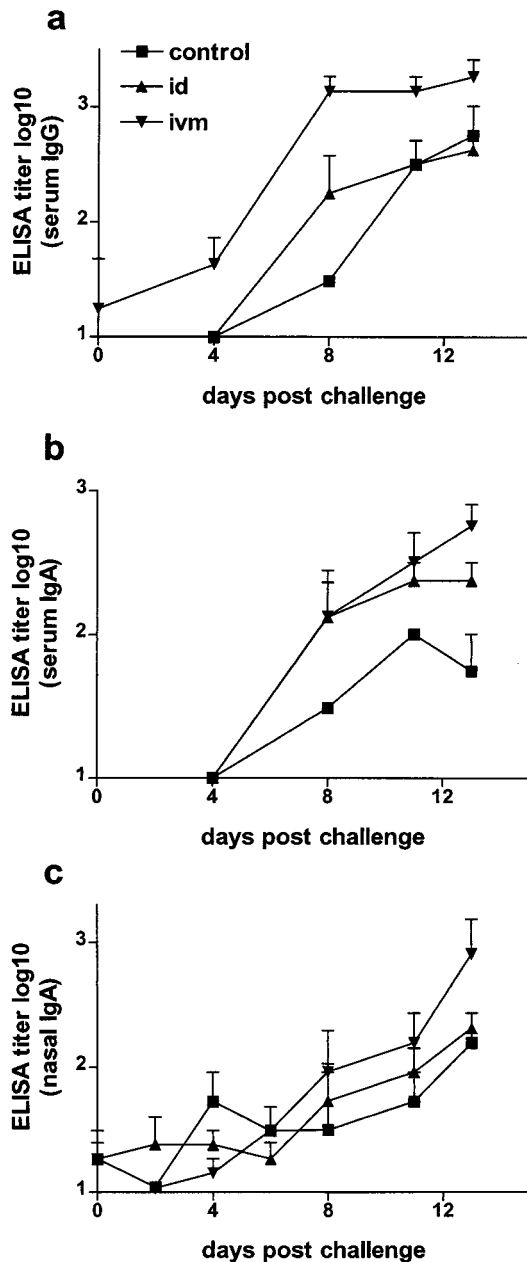 a
control
id
ivm
ELISA titer log10
(serum IgG)
3
2
1
0
4
8
12
days post challenge
b
ELISA titer log10
(serum IgA)
3
2
1
0
4
8
12
days post challenge
c
ELISA titer log10
(nasal IgA)
3
2
1
0
4
8
12
days post challenge